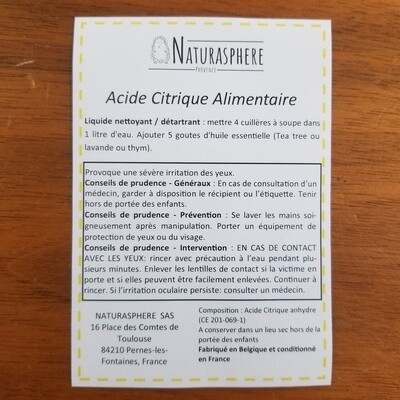 NATURASPHERE
PROVENCE
Acide Citrique Alimentaire
Liquide nettoyant / détartrant : mettre 4 cuillères à soupe dans
1 litre d'eau. Ajouter 5 goutes d'huile essentielle (Tea tree ou
lavande ou thym).
Provoque une sévère irritation des yeux.
Conseils de prudence - Généraux : En cas de consultation d'un
médecin, garder à disposition le récipient ou l'étiquette. Tenir
hors de portée des enfants.
Conseils de prudence - Prévention : Se laver les mains soi-
gneusement après manipulation. Porter un équipement de
protection de yeux ou du visage.
Conseils de prudence - Intervention : EN CAS DE CONTACT
AVEC LES YEUX: rincer avec précaution à l'eau pendant plu-
sieurs minutes. Enlever les lentilles de contact si la victime en
porte et si elles peuvent être facilement enlevées. Continuer à
rincer. Si l'irritation oculaire persiste: consulter un médecin.
NATURASPHERE SAS
16 Place des Comtes de
Toulouse
84210 Pernes-les-
Fontaines, France
Composition : Acide Citrique anhydre
(CE 201-069-1)
A conserver dans un lieu sec hors de la
portée des enfants
Fabriqué en Belgique et conditionné
en France